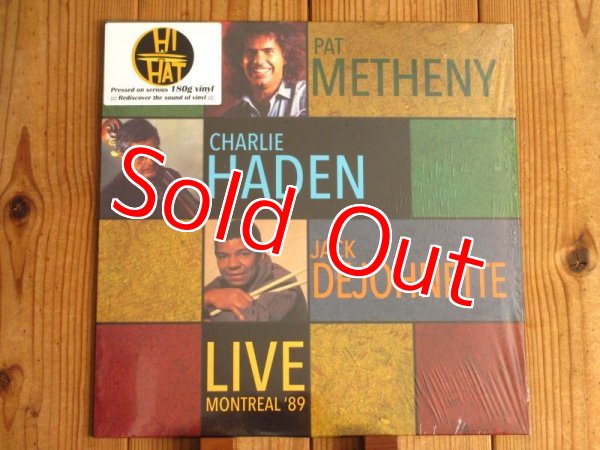 HI
HAT
Pressed on serious 180g vinyl
::: Rediscover the sound of vinyl :::
PAT
METHENY
CHARLIE
HADEN
Sold Out
JACK
DEJOHNETTE
LIVE
MONTREAL '89